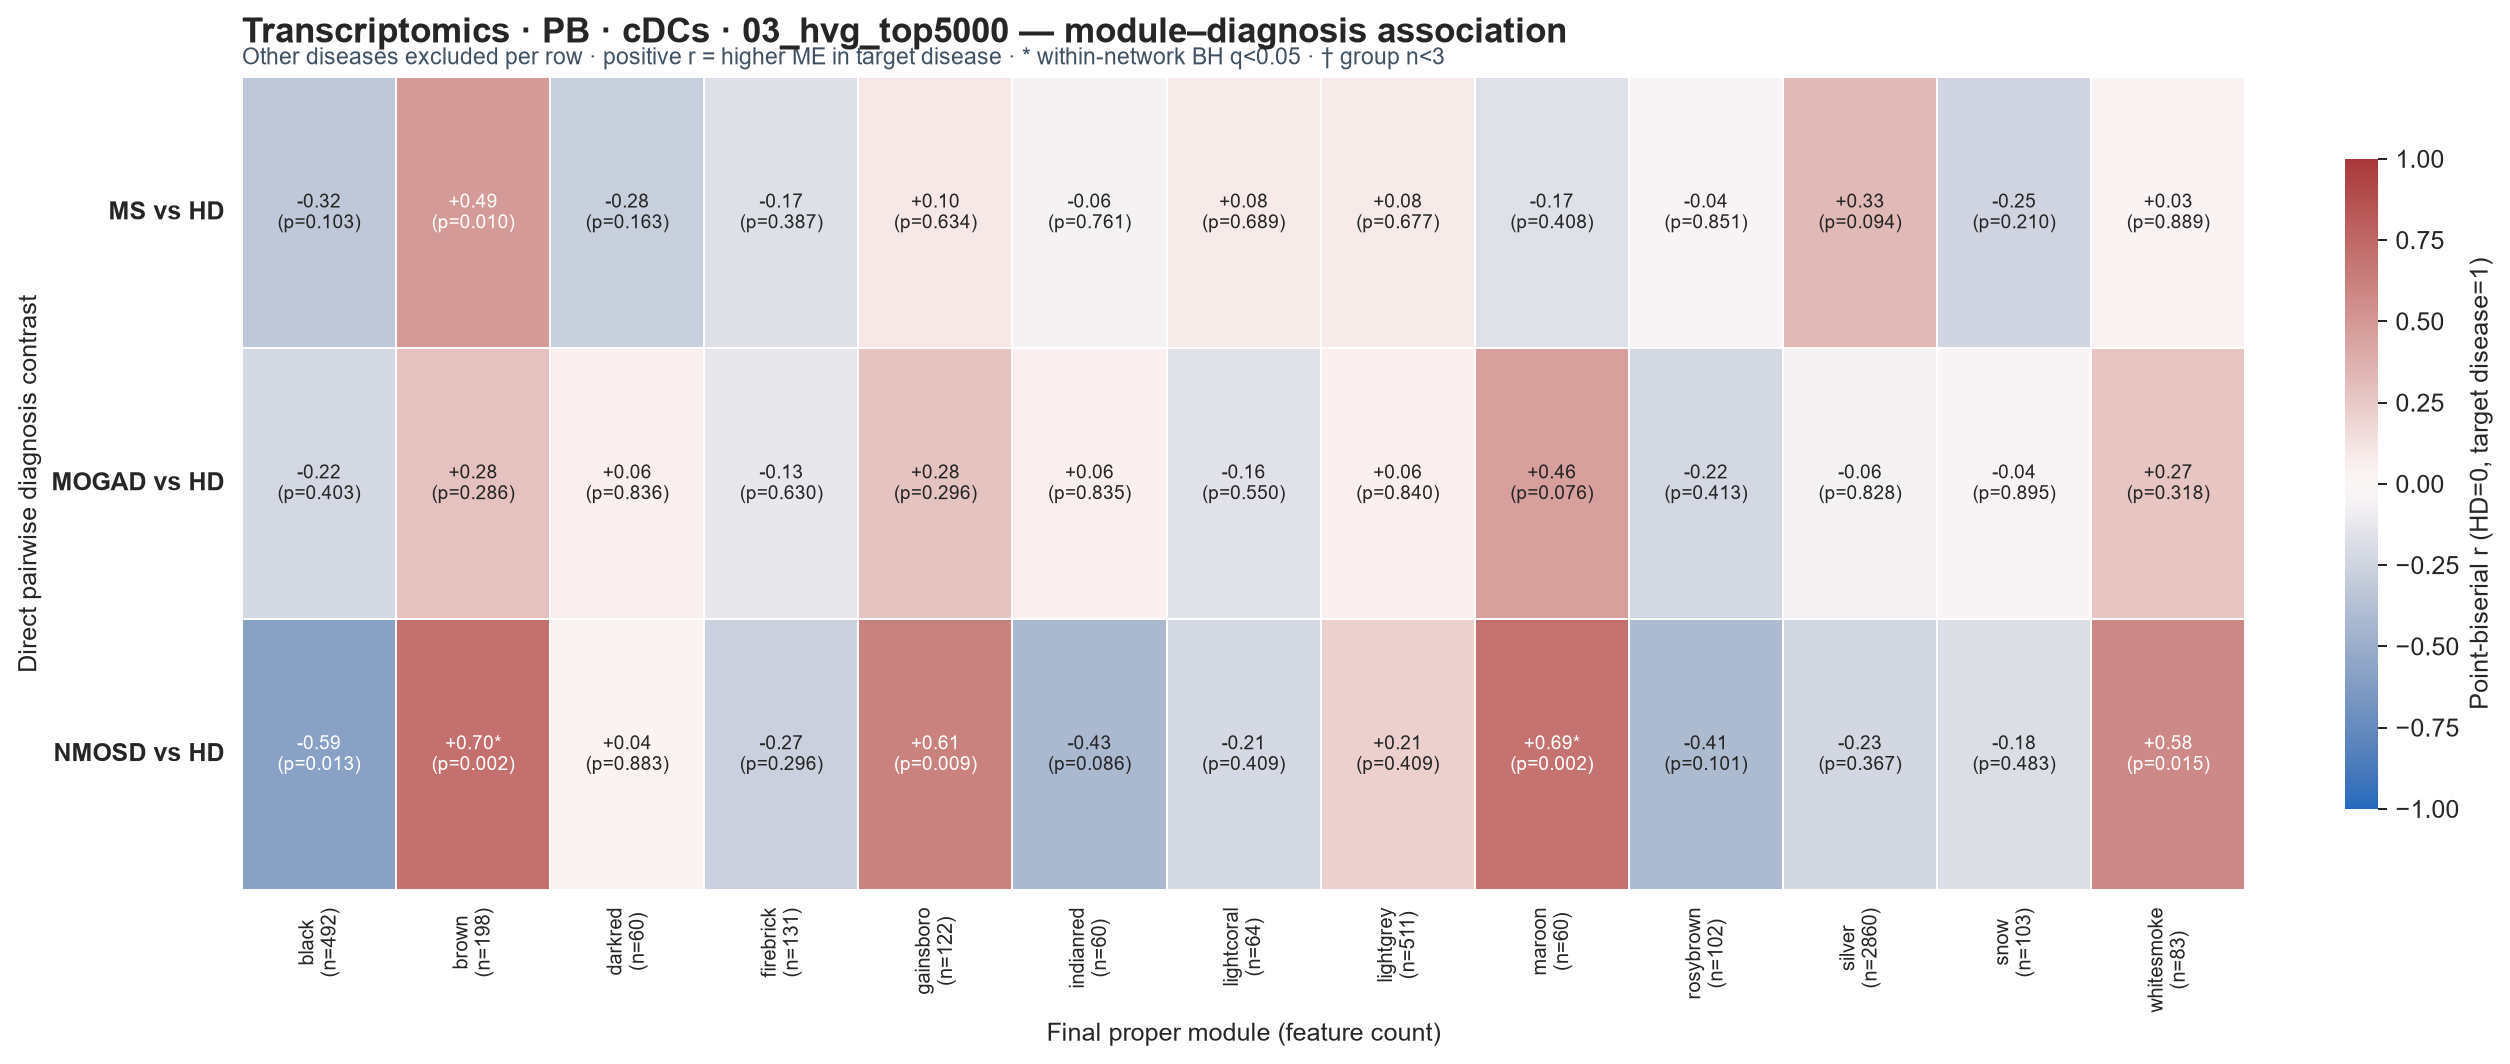 Transcriptomics · PB · cDCs · 03_hvg_top5000 — module–diagnosis association
Other diseases excluded per row · positive r = higher ME in target disease · * within-network BH q<0.05 · † group n<3
Direct pairwise diagnosis contrast
MS vs HD
-0.32
(p=0.103)
+0.49
(p=0.010)
-0.28
(p=0.163)
-0.17
(p=0.387)
+0.10
(p=0.634)
-0.06
(p=0.761)
+0.08
(p=0.689)
+0.08
(p=0.677)
-0.17
(p=0.408)
-0.04
(p=0.851)
+0.33
(p=0.094)
-0.25
(p=0.210)
+0.03
(p=0.889)
MOGAD vs HD
-0.22
(p=0.403)
+0.28
(p=0.286)
+0.06
(p=0.836)
-0.13
(p=0.630)
+0.28
(p=0.296)
+0.06
(p=0.835)
-0.16
(p=0.550)
+0.06
(p=0.840)
+0.46
(p=0.076)
-0.22
(p=0.413)
-0.06
(p=0.828)
-0.04
(p=0.895)
+0.27
(p=0.318)
NMOSD vs HD
-0.59
(p=0.013)
+0.70*
(p=0.002)
+0.04
(p=0.883)
-0.27
(p=0.296)
+0.61
(p=0.009)
-0.43
(p=0.086)
-0.21
(p=0.409)
+0.21
(p=0.409)
+0.69*
(p=0.002)
-0.41
(p=0.101)
-0.23
(p=0.367)
-0.18
(p=0.483)
+0.58
(p=0.015)
black
(n=492)
brown
(n=198)
darkred
(n=60)
firebrick
(n=131)
gainsboro
(n=122)
indianred
(n=60)
lightcoral
(n=64)
lightgrey
(n=511)
maroon
(n=60)
rosybrown
(n=102)
silver
(n=2860)
snow
(n=103)
whitesmoke
(n=83)
Final proper module (feature count)
1.00
0.75
0.50
0.25
0.00
−0.25
−0.50
−0.75
−1.00
Point-biserial r (HD=0, target disease=1)